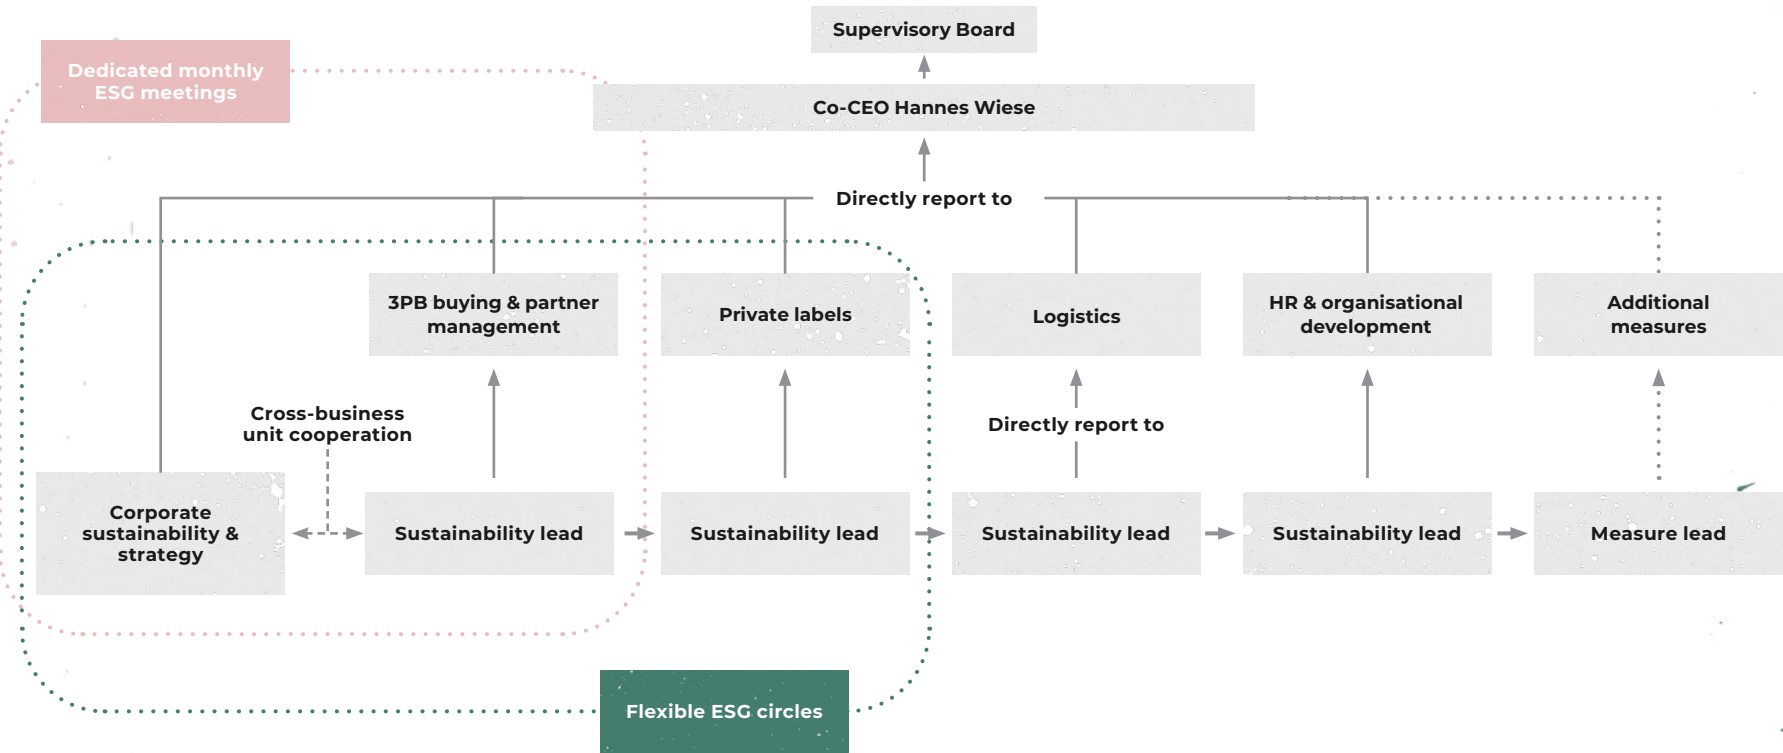 Supervisory Board
Dedicated monthly
ESG meetings
Co-CEO Hannes Wiese
Directly report to
3PB buying & partner
management
Private labels
Logistics
HR & organisational
development
Additional
measures
Cross-business
unit cooperation
Directly report to
Corporate
sustainability &
strategy
Sustainability lead
Sustainability lead
Sustainability lead
Sustainability lead
Measure lead
Flexible ESG circles